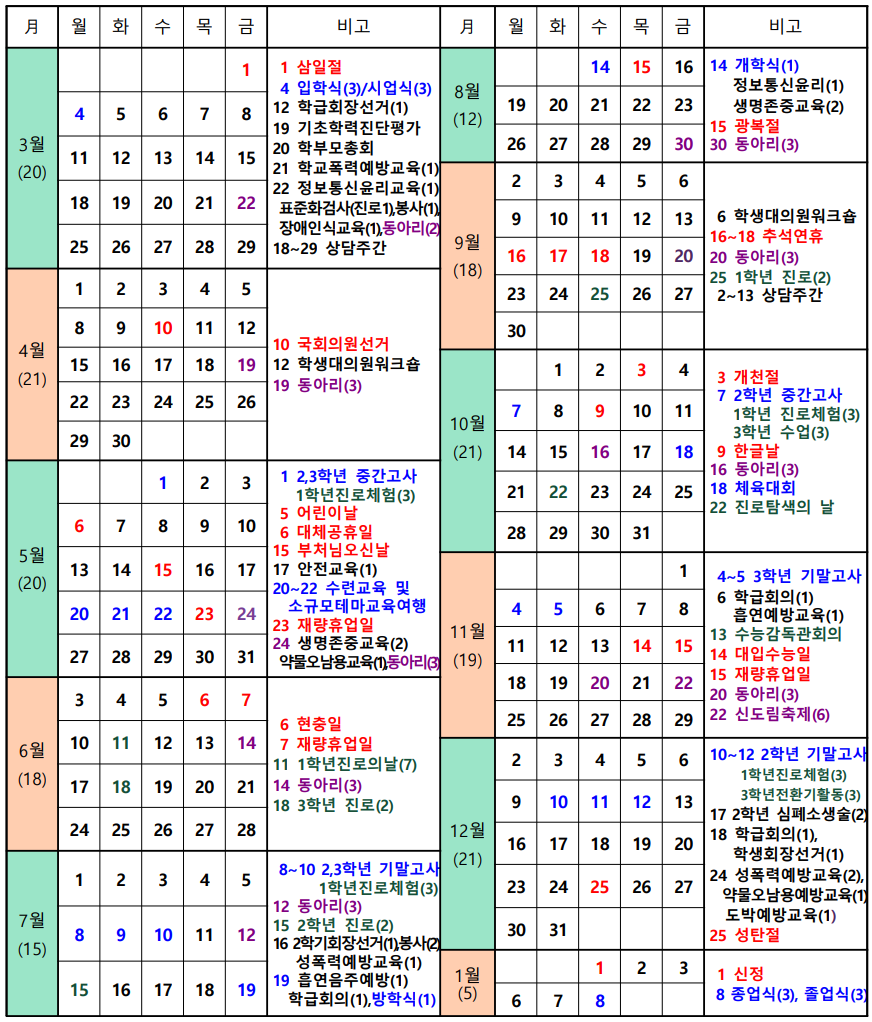 月 월 화 수 목 금 비고
3월
(20)
1
4 5 6 7 8
11 12 13 14 15
18 19 20 21 22
25 26 27 28 29
1 삼일절
4 입학식(3)/시업식(3)
12 학급회장선거(1)
19 기초학력진단평가
20 학부모총회
21 학교폭력예방교육(1)
22 정보통신윤리교육(1)
표준화검사(진로1),봉사(1),
장애인식교육(1),동아리(2)
18~29 상담주간
4월
(21)
1 2 3 4 5
8 9 10 11 12
15 16 17 18 19
22 23 24 25 26
29 30
10 국회의원선거
12 학생대의원워크숍
19 동아리(3)
5월
(20)
1 2 3
6 7 8 9 10
13 14 15 16 17
20 21 22 23 24
27 28 29 30 31
1 2,3학년 중간고사
1학년진로체험(3)
5 어린이날
6 대체공휴일
15 부처님오신날
17 안전교육(1)
20~22 수련교육 및
소규모테마교육여행
23 재량휴업일
24 생명존중교육(2)
약물오남용교육(1),동아리(3)
6월
(18)
3 4 5 6 7
10 11 12 13 14
17 18 19 20 21
24 25 26 27 28
6 현충일
7 재량휴업일
11 1학년진로의날(7)
14 동아리(3)
18 3학년 진로(2)
7월
(15)
1 2 3 4 5
8 9 10 11 12
15 16 17 18 19
8~10 2,3학년 기말고사
1학년진로체험(3)
12 동아리(3)
15 2학년 진로(2)
16 2학기회장선거(1),봉사(2)
성폭력예방교육(1)
19 흡연음주예방(1)
학급회의(1),방학식(1)
月 월 화 수 목 금 비고
8월
(12)
14 15 16
19 20 21 22 23
26 27 28 29 30
14 개학식(1)
정보통신윤리(1)
생명존중교육(2)
15 광복절
30 동아리(3)
9월
(18)
2 3 4 5 6
9 10 11 12 13
16 17 18 19 20
23 24 25 26 27
30
6 학생대의원워크숍
16~18 추석연휴
20 동아리(3)
25 1학년 진로(2)
2~13 상담주간
10월
(21)
1 2 3 4
7 8 9 10 11
14 15 16 17 18
21 22 23 24 25
28 29 30 31
3 개천절
7 2학년 중간고사
1학년 진로체험(3)
3학년 수업(3)
9 한글날
16 동아리(3)
18 체육대회
22 진로탐색의 날
11월
(19)
1
4 5 6 7 8
11 12 13 14 15
18 19 20 21 22
25 26 27 28 29
4~5 3학년 기말고사
6 학급회의(1)
흡연예방교육(1)
13 수능감독관회의
14 대입수능일
15 재량휴업일
20 동아리(3)
22 신도림축제(6)
12월
(21)
2 3 4 5 6
9 10 11 12 13
16 17 18 19 20
23 24 25 26 27
30 31
10~12 2학년 기말고사
1학년진로체험(3)
3학년전환기활동(3)
17 2학년 심폐소생술(2)
18 학급회의(1),
학생회장선거(1)
24 성폭력예방교육(2),
약물오남용예방교육(1)
도박예방교육(1)
25 성탄절
1월
(5)
1 2 3
6 7 8
1 신정
8 종업식(3), 졸업식(3)